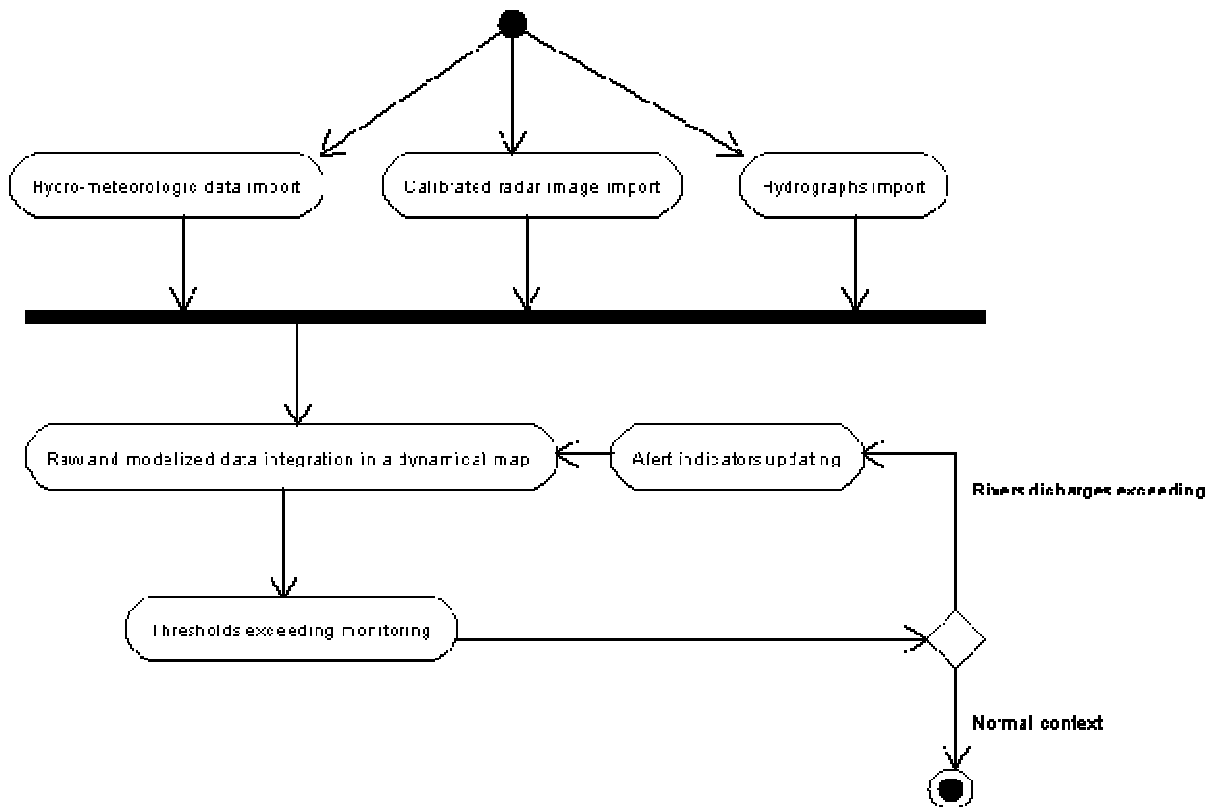 Hydro-meteorologic data import
Calibrated radar image import
Hydrographs import
Raw and modelized data integration in a dynamical map
Alert indicators updating
Rivers dicharges exceeding
Thresholds exceeding monitoring
Normal context